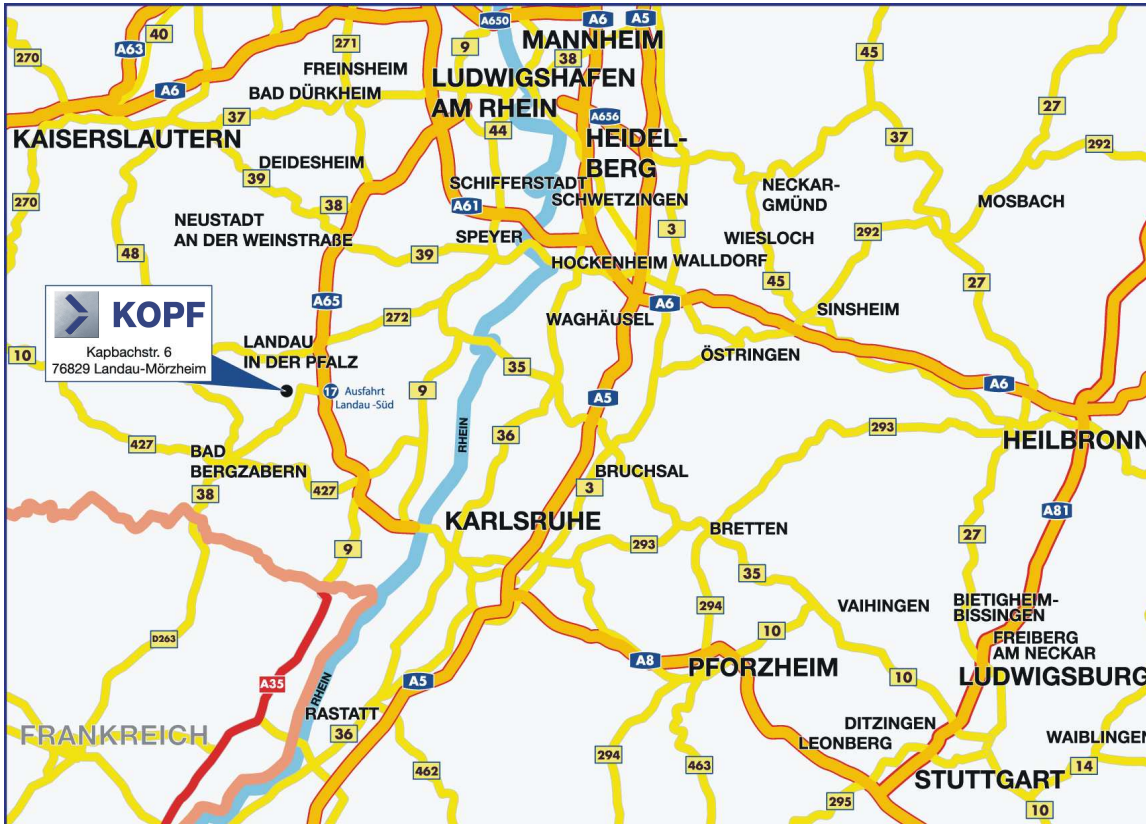 A650
A6
A5
40
270
A63
271
9
MANNHEIM
38
45
FREINSHEIM
LUDWIGSHAFEN
AM RHEIN
A6
BAD DÜRKHEIM
27
37
A656
44
KAISERSLAUTERN
HEIDEL-
BERG
37
292
DEIDESHEIM
39
SCHIFFERSTADT
SCHWETZINGEN
NECKAR-
GMÜND
MOSBACH
270
38
A61
NEUSTADT
AN DER WEINSTRAßE
3
292
SPEYER
WIESLOCH
48
39
HOCKENHEIM
WALLDORF
45
27
A65
A6
KOPF
Kapbachstr. 6
76829 Landau-Mörzheim
272
WAGHÄUSEL
SINSHEIM
LANDAU
IN DER PFALZ
10
35
ÖSTRINGEN
17
Ausfahrt
Landau -Süd
9
A5
A6
RHEIN
36
293
427
HEILBRONN
BAD
BERGZABERN
BRUCHSAL
38
427
3
A81
KARLSRUHE
BRETTEN
27
9
293
35
294
VAIHINGEN
BIETIGHEIM-
BISSINGEN
D263
10
FREIBERG
AM NECKAR
A8
PFORZHEIM
LUDWIGSBURG
A35
RHEIN
A5
10
RASTATT
FRANKREICH
36
DITZINGEN
LEONBERG
WAIBLINGEN
294
463
462
14
STUTTGART
295
10